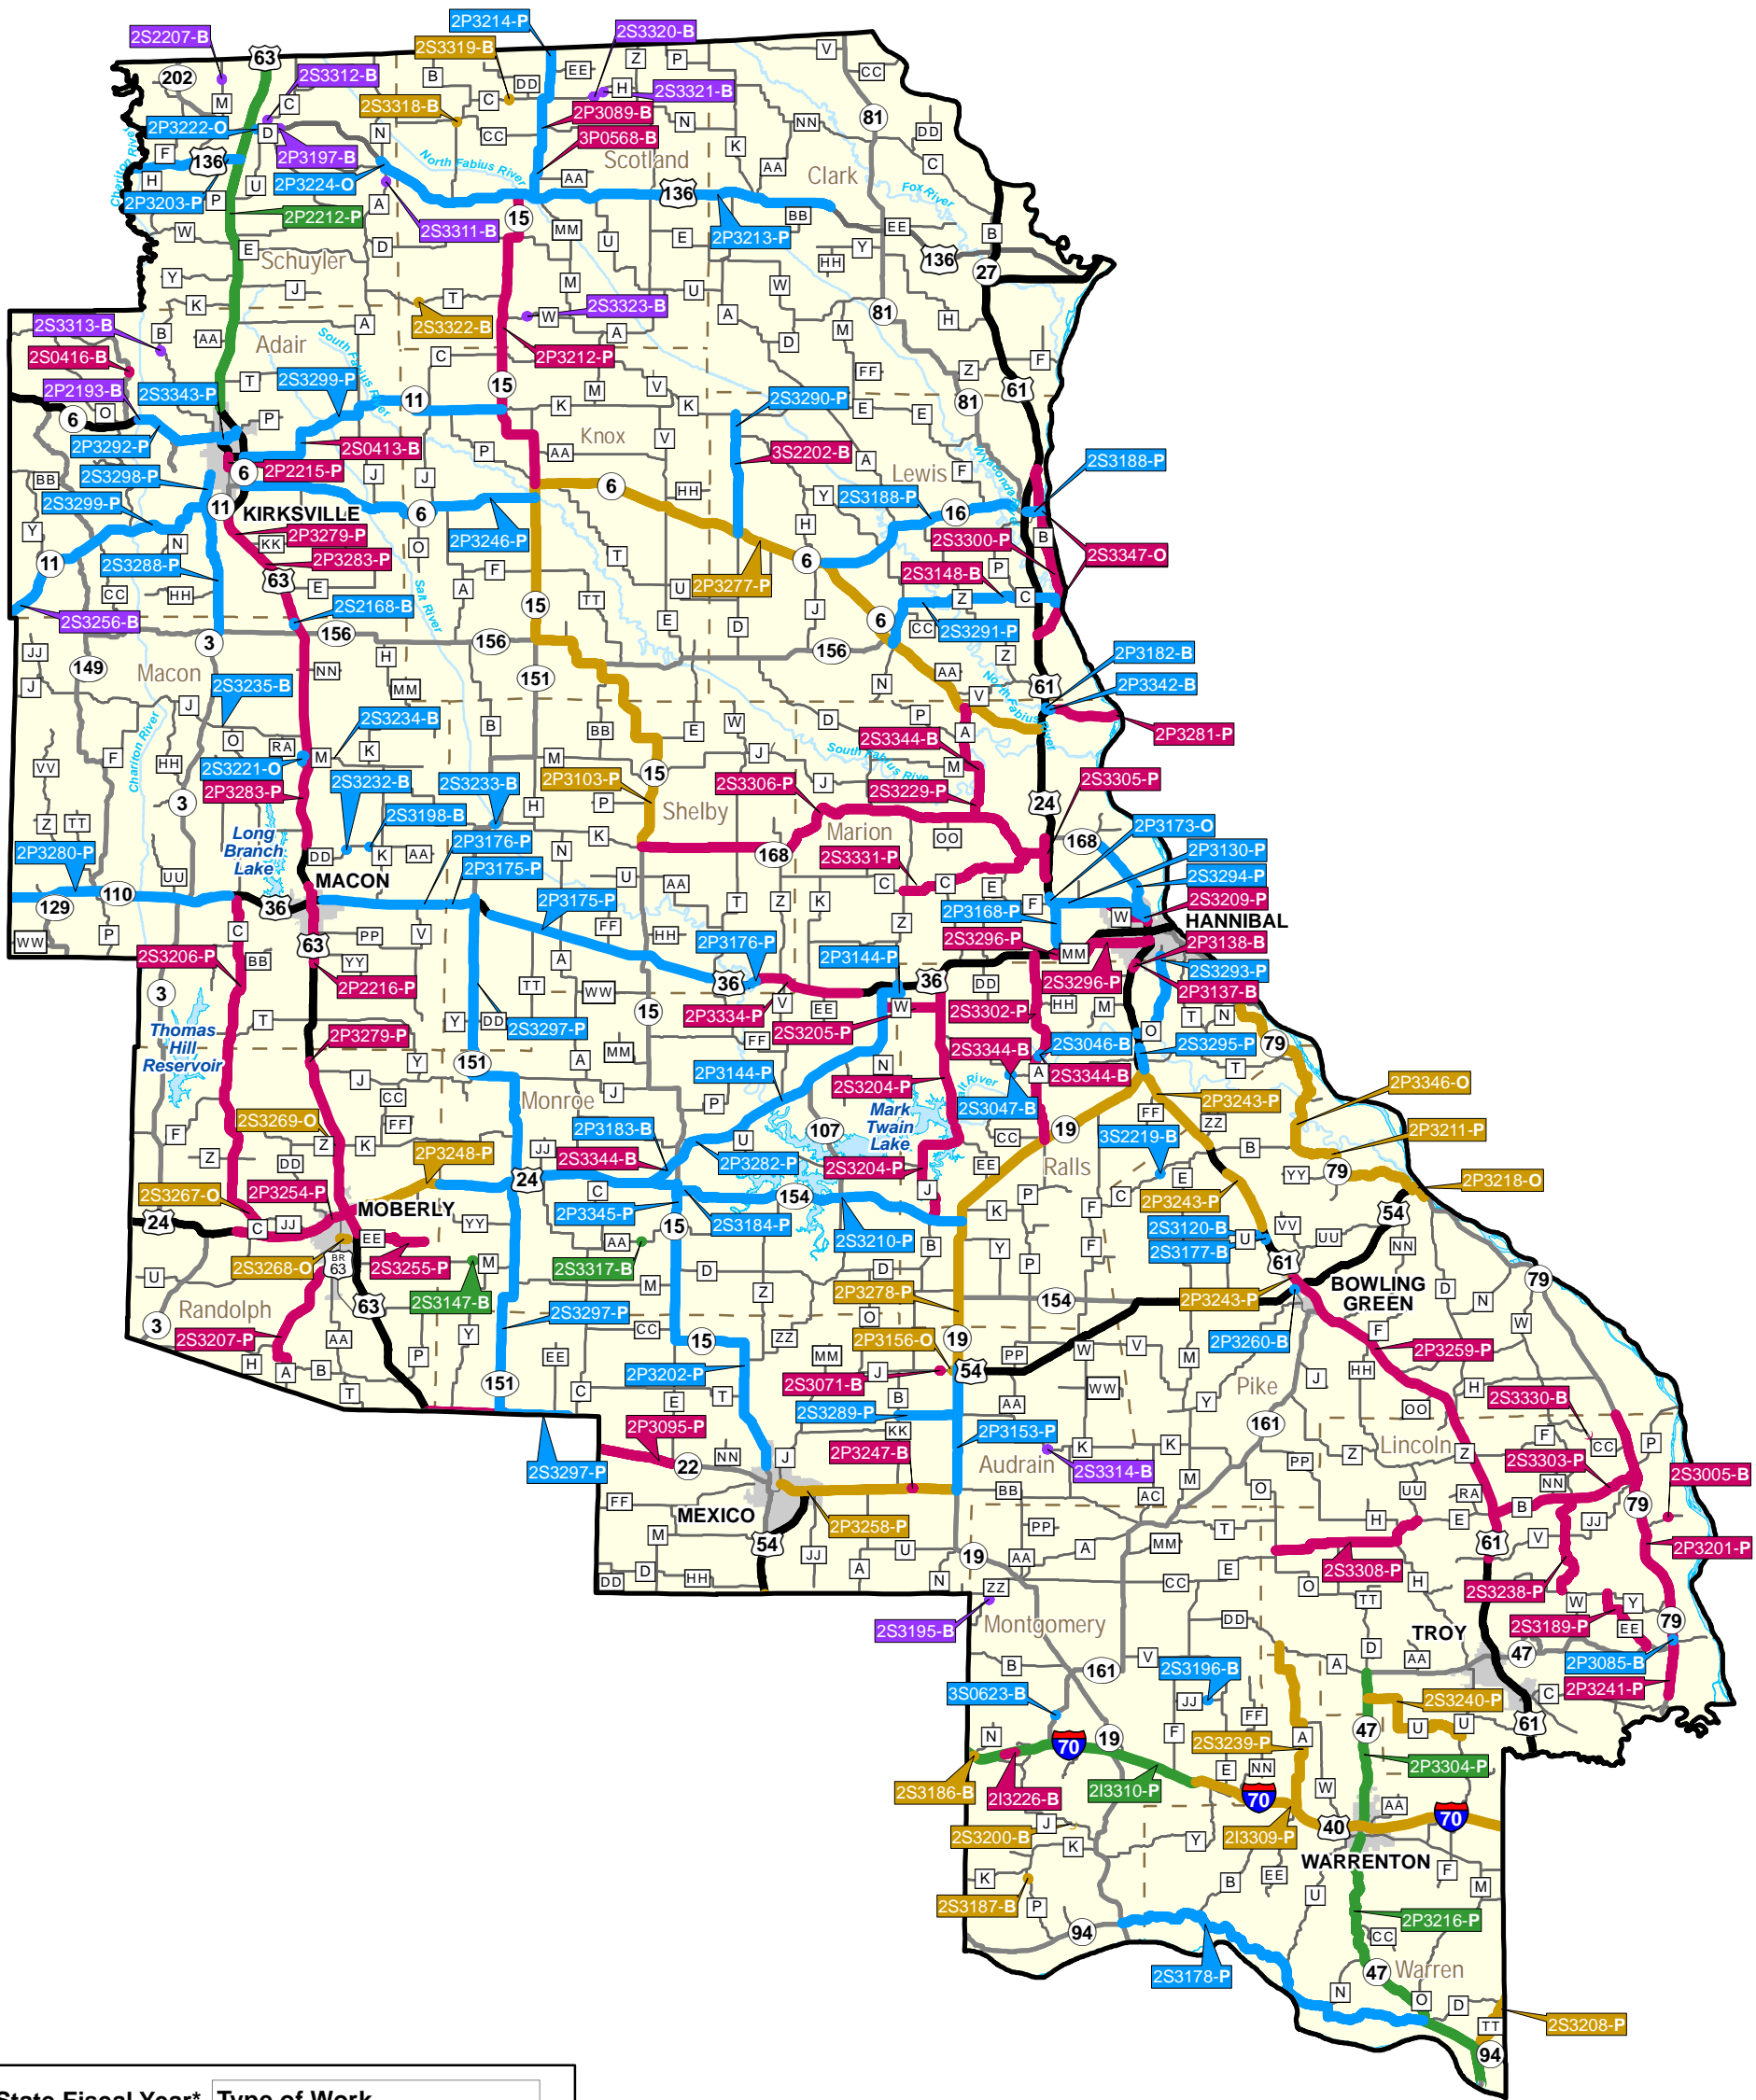 2S2207-B
2P3214-P
2S3320-B
2S3319-B
63
202
2S3312-B
2S3321-B
2S3318-B
2P3089-B
2P3222-O
3P0568-B
81
136
2P3197-B
2P3224-O
North Fabius River
Scotland
Clark
Fox River
Chariton River
2P3203-P
2P2212-P
2S3311-B
15
136
2P3213-P
136
27
Schuyler
2S3322-B
2S3323-B
81
2S3313-B
2S0416-B
Adair
South Fabius River
2P3212-P
2P2193-B
2S3343-P
2S3299-P
11
15
61
81
2S3290-P
6
2P3292-P
2S0413-B
Knox
3S2202-B
Lewis
2P2215-P
6
2S3298-P
2S3299-P
11
KIRKSVILLE
6
6
2S3188-P
16
2S3188-P
2P3279-P
2P3246-P
2S3300-P
2S3347-O
2P3283-P
2S3288-P
11
63
2P3277-P
6
2S3148-B
Salt River
15
2S2168-B
2S3256-B
6
2S3291-P
3
156
156
156
149
151
2P3182-B
2P3342-B
61
Macon
2S3235-B
2S3234-B
North Fabius River
2P3281-P
2S3221-O
2P3283-P
2S3232-B
2S3233-B
2P3103-P
15
2S3344-B
South Fabius River
2S3306-P
2S3229-P
2S3305-P
Chariton River
3
2S3198-B
Shelby
24
Long
Branch
Lake
2P3176-P
2P3175-P
Marion
168
168
2P3173-O
2P3280-P
MACON
2S3331-P
2P3130-P
2S3294-P
2S3209-P
129
110
36
2P3175-P
2P3168-P
HANNIBAL
63
2S3296-P
2P3138-B
2S3206-P
2P3176-P
2P3144-P
36
36
2S3296-P
2S3293-P
2P2216-P
2P3137-B
3
15
2P3334-P
2S3205-P
2S3302-P
Thomas
Hill
Reservoir
2P3279-P
2S3297-P
2S3344-B
2S3046-B
2S3295-P
79
151
2P3144-P
2S3204-P
2S3344-B
2S3047-B
2P3243-P
2P3346-O
Monroe
Mark
Twain
Lake
2S3269-O
2P3183-B
107
19
3S2219-B
2P3211-P
2P3248-P
2S3344-B
2P3282-P
2S3204-P
Ralls
79
2S3267-O
2P3254-P
24
154
2P3243-P
2P3218-O
MOBERLY
2P3345-P
2S3184-P
2S3210-P
54
24
2S3120-B
2S3177-B
2S3268-O
BR
63
2S3255-P
15
2S3317-B
61
79
2S3147-B
2P3278-P
154
2P3243-P
BOWLING
GREEN
Randolph
63
2S3297-P
3
2S3207-P
15
2P3156-O
19
2P3260-B
2P3259-P
151
2P3202-P
2S3071-B
54
Pike
2S3330-B
2P3095-P
2S3289-P
161
2P3247-B
2P3153-P
Lincoln
2S3297-P
22
Audrain
2S3314-B
2S3303-P
2S3005-B
MEXICO
2P3258-P
79
54
19
61
2P3201-P
2S3308-P
2S3238-P
2S3195-B
Montgomery
2S3189-P
79
TROY
47
2P3085-B
161
2S3196-B
2P3241-P
3S0623-B
2S3240-P
61
70
19
2S3239-P
47
2P3304-P
2S3186-B
2I3226-B
2I3310-P
70
70
2S3200-B
2I3309-P
40
WARRENTON
2S3187-B
94
2P3216-P
2S3178-P
47
Warren
2S3208-P
94
State Fiscal Year*
Type of Work